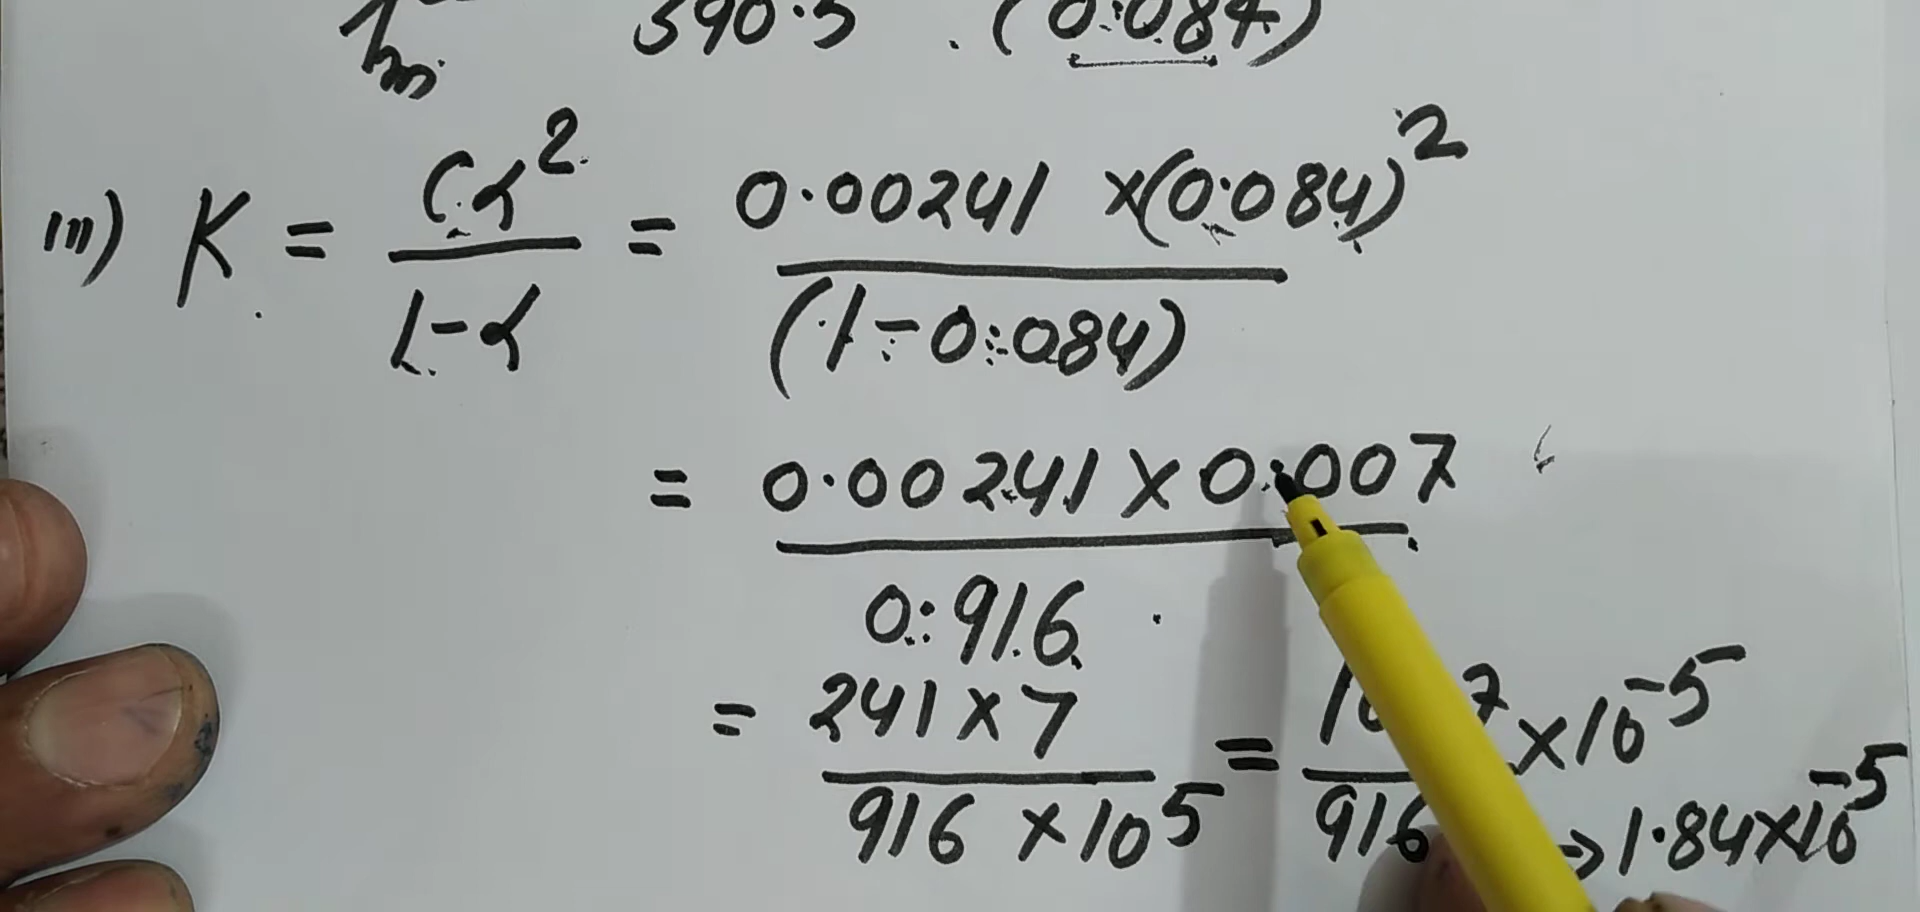 390.5 (0.084)
III) K = Cα²/1-α = 0.00241 × (0.084)²/(1-0.084)
= 0.00241 × 0.007/0.916
= 241 × 7/916 × 10⁵ = /916 × 10⁻⁵
→ 1.84 × 10⁻⁵